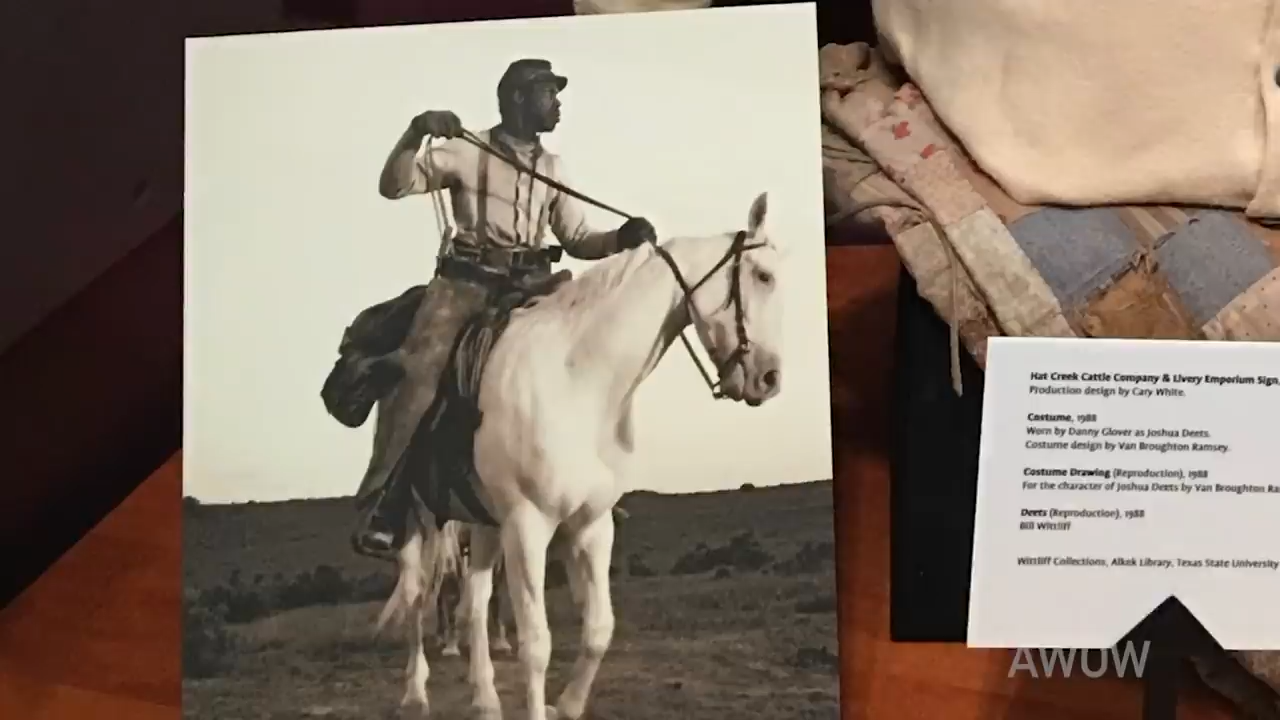 Hat Creek Cattle Company & Livery Emporium Sign,
Production design by Cary White.
Costume, 1988
Worn by Danny Glover as Joshua Deets.
Costume design by Van Broughton Ramsey.
Costume Drawing (Reproduction), 1988
For the character of Joshua Deets by Van Broughton
Deets (Reproduction), 1988
Bill Wittliff
Wittliff Collections, Alkek Library, Texas State University
AWOW